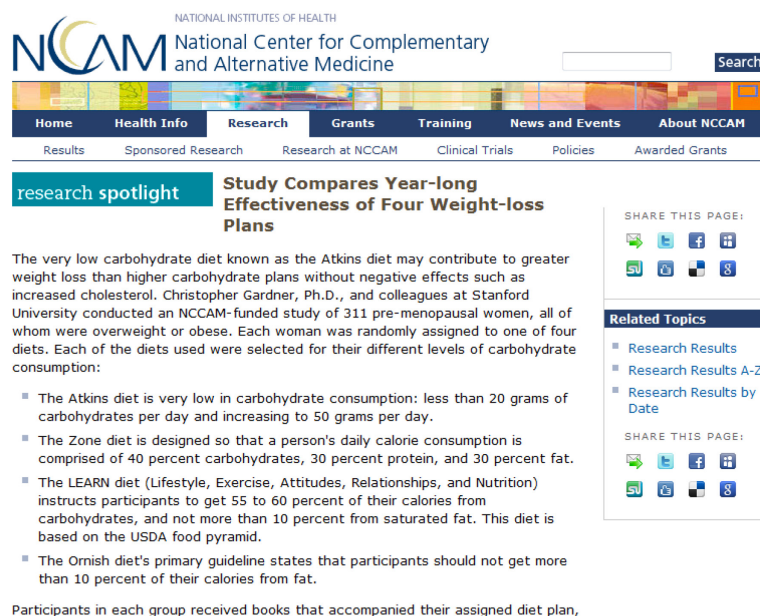 NATIONAL INSTITUTES OF HEALTH
NCAM
National Center for Complementary
and Alternative Medicine
Search
Home Health Info Research Grants Training News and Events About NCCAM
Results Sponsored Research Research at NCCAM Clinical Trials Policies Awarded Grants
research spotlight
Study Compares Year-long
Effectiveness of Four Weight-loss
Plans
The very low carbohydrate diet known as the Atkins diet may contribute to greater
weight loss than higher carbohydrate plans without negative effects such as
increased cholesterol. Christopher Gardner, Ph.D., and colleagues at Stanford
University conducted an NCCAM-funded study of 311 pre-menopausal women, all of
whom were overweight or obese. Each woman was randomly assigned to one of four
diets. Each of the diets used were selected for their different levels of carbohydrate
consumption:
The Atkins diet is very low in carbohydrate consumption: less than 20 grams of
carbohydrates per day and increasing to 50 grams per day.
The Zone diet is designed so that a person's daily calorie consumption is
comprised of 40 percent carbohydrates, 30 percent protein, and 30 percent fat.
The LEARN diet (Lifestyle, Exercise, Attitudes, Relationships, and Nutrition)
instructs participants to get 55 to 60 percent of their calories from
carbohydrates, and not more than 10 percent from saturated fat. This diet is
based on the USDA food pyramid.
The Ornish diet's primary guideline states that participants should not get more
than 10 percent of their calories from fat.
Participants in each group received books that accompanied their assigned diet plan,
SHARE THIS PAGE:
Related Topics
Research Results
Research Results A-Z
Research Results by
Date
SHARE THIS PAGE: